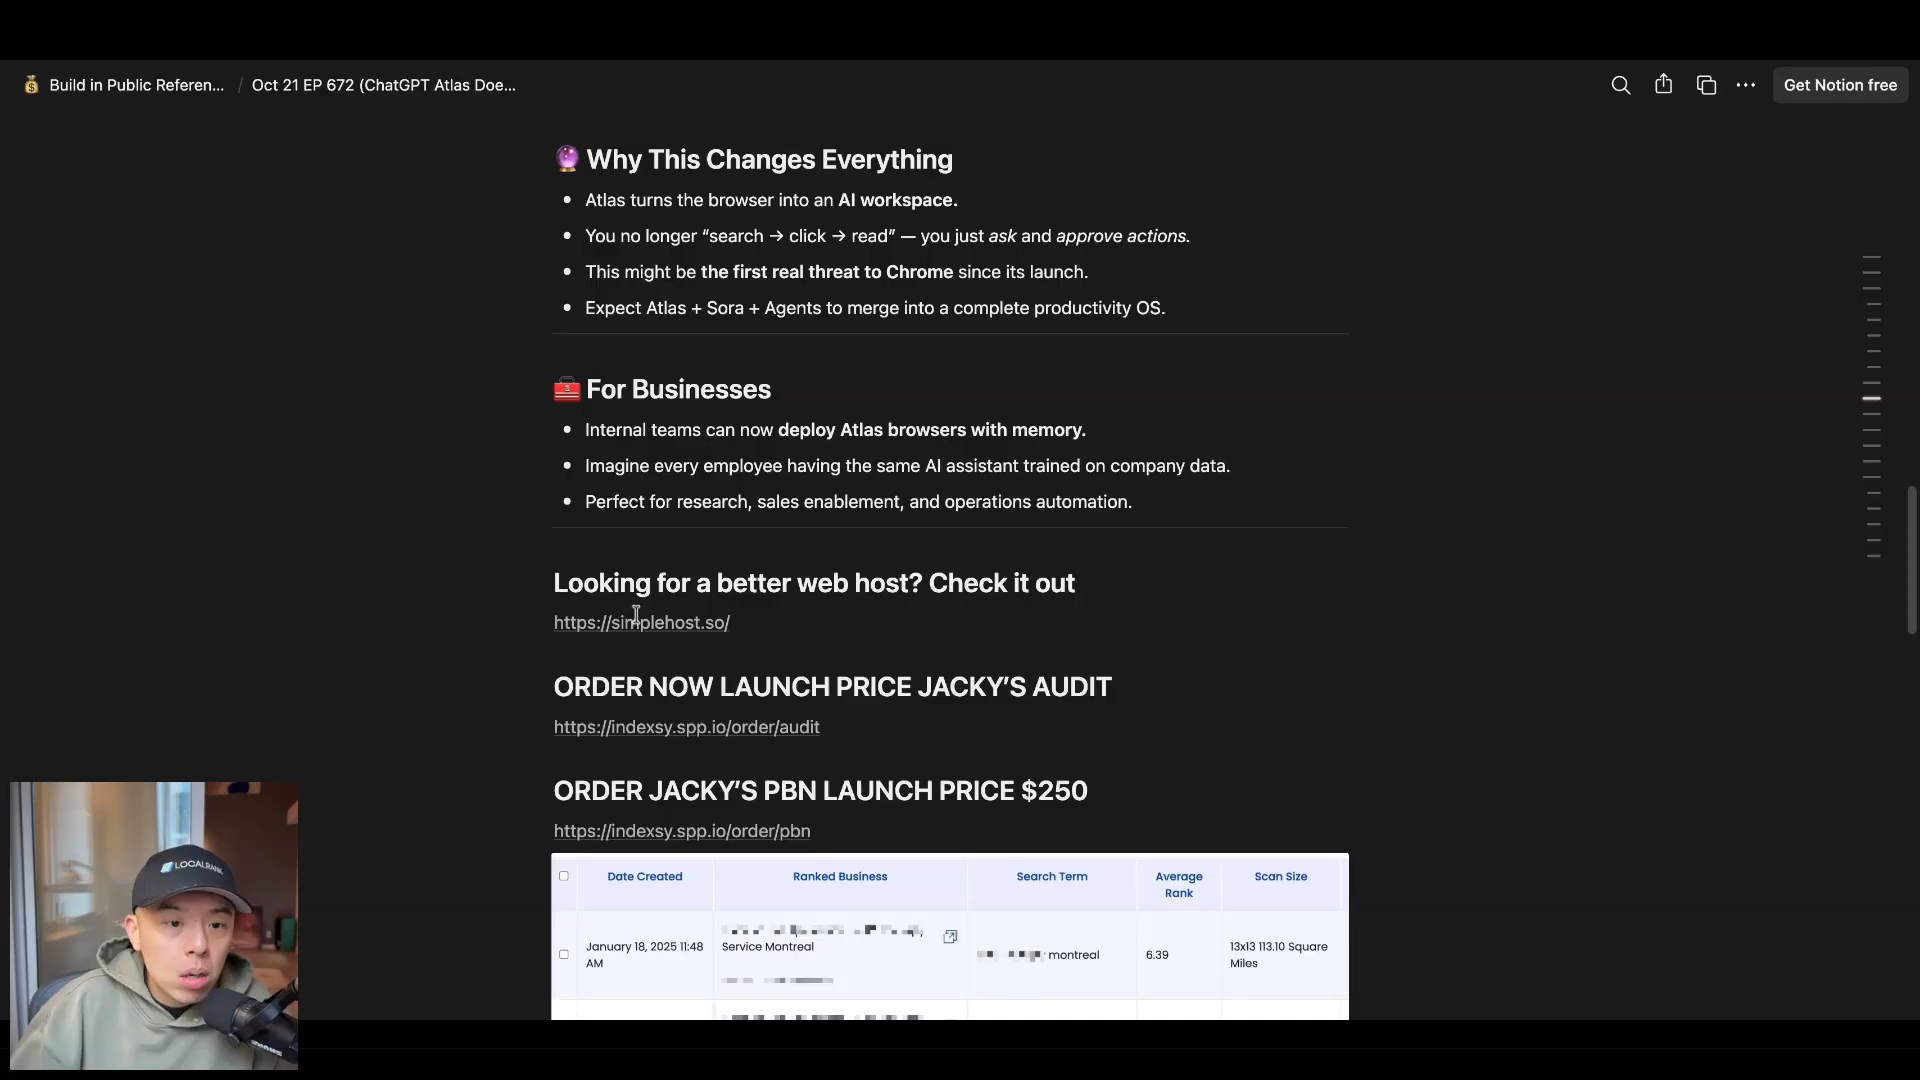 Build in Public Referen... / Oct 21 EP 672 (ChatGPT Atlas Doe...
Get Notion free
Why This Changes Everything
Atlas turns the browser into an AI workspace.
You no longer “search → click → read” — you just ask and approve actions.
This might be the first real threat to Chrome since its launch.
Expect Atlas + Sora + Agents to merge into a complete productivity OS.
For Businesses
Internal teams can now deploy Atlas browsers with memory.
Imagine every employee having the same AI assistant trained on company data.
Perfect for research, sales enablement, and operations automation.
Looking for a better web host? Check it out
https://simplehost.so/
ORDER NOW LAUNCH PRICE JACKY’S AUDIT
https://indexsy.spp.io/order/audit
ORDER JACKY’S PBN LAUNCH PRICE $250
https://indexsy.spp.io/order/pbn
Date Created Ranked Business Search Term Average Rank Scan Size
January 18, 2025 11:48 AM
Service Montreal
montreal
6.39
13x13 113.10 Square Miles
LOCALRANK